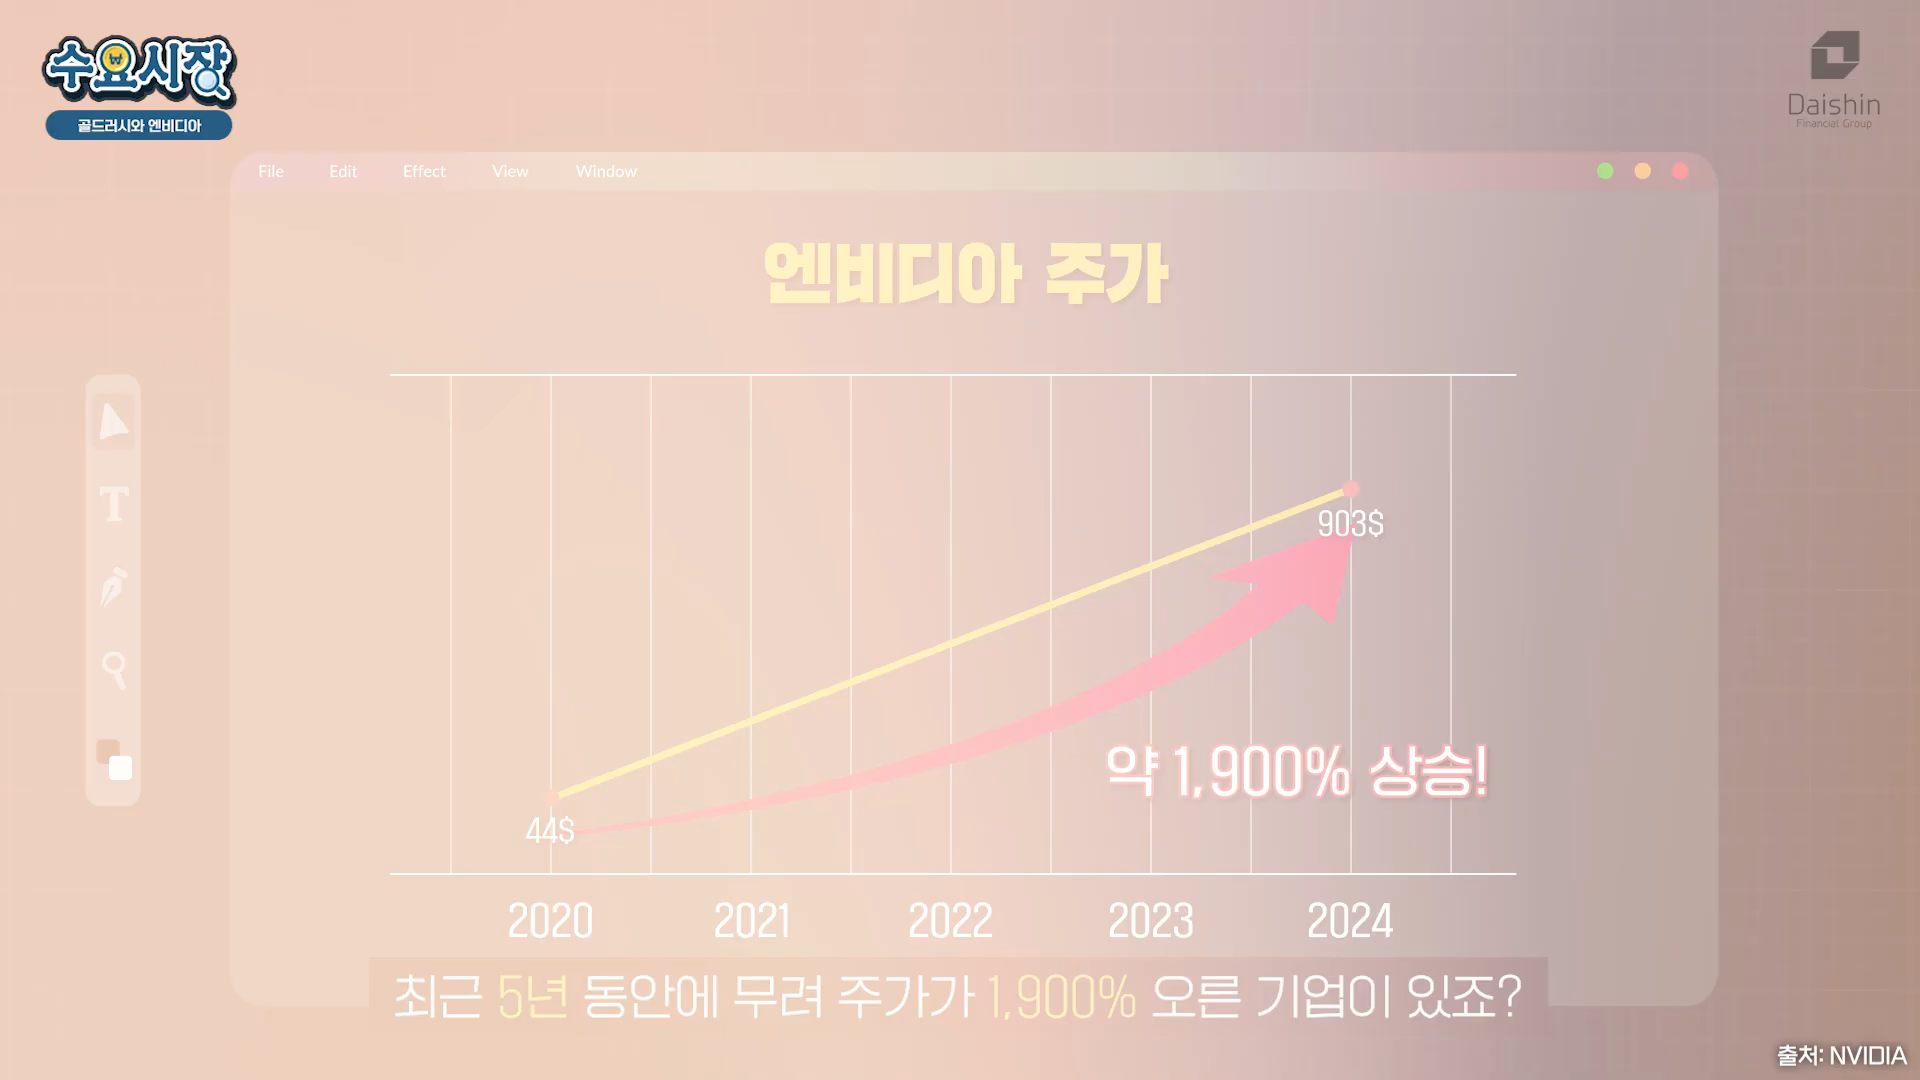 수요시장
골드러시와 엔비디아
Daishin
Financial Group
File Edit Effect View Window
엔비디아 주가
T
903$
약 1,900% 상승!
44$
2020 2021 2022 2023 2024
최근 5년 동안에 무려 주가가 1,900% 오른 기업이 있죠?
출처: NVIDIA